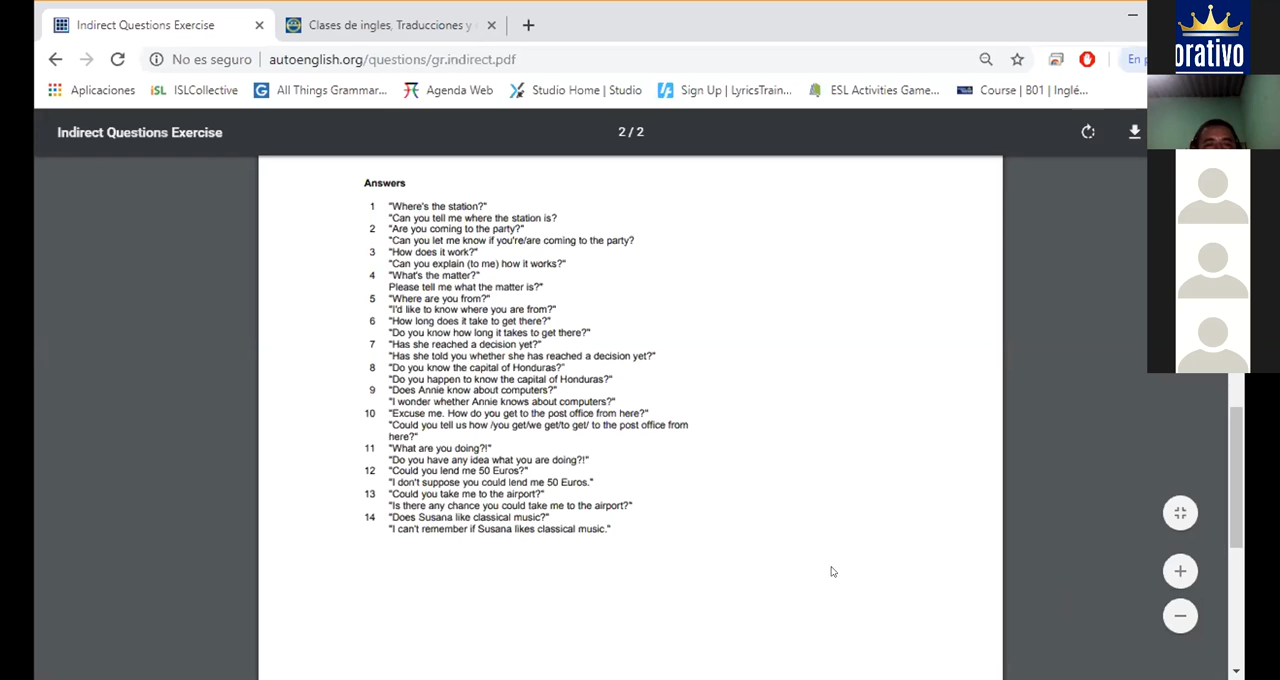 Indirect Questions Exercise
Clases de ingles, Traducciones y
No es seguro
autoenglish.org/questions/gr.indirect.pdf
En p
Aplicaciones
iSL ISLCollective
G All Things Grammar...
Agenda Web
Studio Home | Studio
Sign Up | LyricsTrain...
ESL Activities Game...
Course | B01 | Inglé...
orativo
Indirect Questions Exercise
2 / 2
Answers
1 "Where's the station?"
"Can you tell me where the station is?
2 "Are you coming to the party?"
"Can you let me know if you're/are coming to the party?
3 "How does it work?"
"Can you explain (to me) how it works?"
4 "What's the matter?"
Please tell me what the matter is?"
5 "Where are you from?"
"I'd like to know where you are from?"
6 "How long does it take to get there?"
"Do you know how long it takes to get there?"
7 "Has she reached a decision yet?"
"Has she told you whether she has reached a decision yet?"
8 "Do you know the capital of Honduras?"
"Do you happen to know the capital of Honduras?"
9 "Does Annie know about computers?"
"I wonder whether Annie knows about computers?"
10 "Excuse me. How do you get to the post office from here?"
"Could you tell us how /you get/we get/to get/ to the post office from
here?"
11 "What are you doing?!"
"Do you have any idea what you are doing?!"
12 "Could you lend me 50 Euros?"
"I don't suppose you could lend me 50 Euros."
13 "Could you take me to the airport?"
"Is there any chance you could take me to the airport?"
14 "Does Susana like classical music?"
"I can't remember if Susana likes classical music."